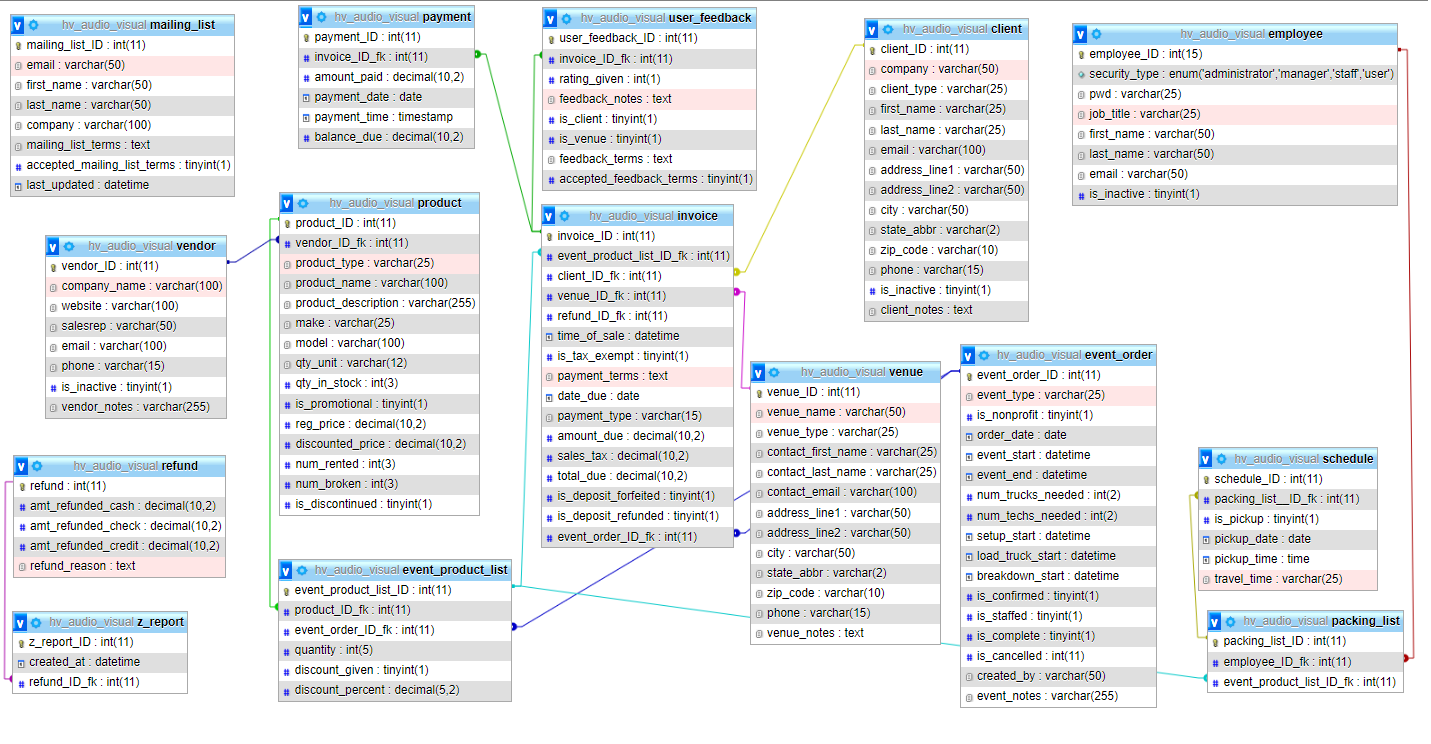 hv_audio_visual mailing_list
mailing_list_ID : int(11)
email : varchar(50)
first_name : varchar(50)
last_name : varchar(50)
company : varchar(100)
mailing_list_terms : text
accepted_mailing_list_terms : tinyint(1)
last_updated : datetime
hv_audio_visual payment
payment_ID : int(11)
invoice_ID_fk : int(11)
amount_paid : decimal(10,2)
payment_date : date
payment_time : timestamp
balance_due : decimal(10,2)
hv_audio_visual user_feedback
user_feedback_ID : int(11)
invoice_ID_fk : int(11)
rating_given : int(1)
feedback_notes : text
is_client : tinyint(1)
is_venue : tinyint(1)
feedback_terms : text
accepted_feedback_terms : tinyint(1)
hv_audio_visual client
client_ID : int(11)
company : varchar(50)
client_type : varchar(25)
first_name : varchar(25)
last_name : varchar(25)
email : varchar(100)
address_line1 : varchar(50)
address_line2 : varchar(50)
city : varchar(50)
state_abbr : varchar(2)
zip_code : varchar(10)
phone : varchar(15)
is_inactive : tinyint(1)
client_notes : text
hv_audio_visual employee
employee_ID : int(15)
security_type : enum('administrator','manager','staff','user')
pwd : varchar(25)
job_title : varchar(25)
first_name : varchar(50)
last_name : varchar(50)
email : varchar(50)
is_inactive : tinyint(1)
hv_audio_visual vendor
vendor_ID : int(11)
company_name : varchar(100)
website : varchar(100)
salesrep : varchar(50)
email : varchar(100)
phone : varchar(15)
is_inactive : tinyint(1)
vendor_notes : varchar(255)
hv_audio_visual product
product_ID : int(11)
vendor_ID_fk : int(11)
product_type : varchar(25)
product_name : varchar(100)
product_description : varchar(255)
make : varchar(25)
model : varchar(100)
qty_unit : varchar(12)
qty_in_stock : int(3)
is_promotional : tinyint(1)
reg_price : decimal(10,2)
discounted_price : decimal(10,2)
num_rented : int(3)
num_broken : int(3)
is_discontinued : tinyint(1)
hv_audio_visual invoice
invoice_ID : int(11)
event_product_list_ID_fk : int(11)
client_ID_fk : int(11)
venue_ID_fk : int(11)
refund_ID_fk : int(11)
time_of_sale : datetime
is_tax_exempt : tinyint(1)
payment_terms : text
date_due : date
payment_type : varchar(15)
amount_due : decimal(10,2)
sales_tax : decimal(10,2)
total_due : decimal(10,2)
is_deposit_forfeited : tinyint(1)
is_deposit_refunded : tinyint(1)
event_order_ID_fk : int(11)
hv_audio_visual venue
venue_ID : int(11)
venue_name : varchar(50)
venue_type : varchar(25)
contact_first_name : varchar(25)
contact_last_name : varchar(25)
contact_email : varchar(100)
address_line1 : varchar(50)
address_line2 : varchar(50)
city : varchar(50)
state_abbr : varchar(2)
zip_code : varchar(10)
phone : varchar(15)
venue_notes : text
hv_audio_visual event_order
event_order_ID : int(11)
event_type : varchar(25)
is_nonprofit : tinyint(1)
order_date : date
event_start : datetime
event_end : datetime
num_trucks_needed : int(2)
num_techs_needed : int(2)
setup_start : datetime
load_truck_start : datetime
breakdown_start : datetime
is_confirmed : tinyint(1)
is_staffed : tinyint(1)
is_complete : tinyint(1)
is_cancelled : int(11)
created_by : varchar(50)
event_notes : varchar(255)
hv_audio_visual schedule
schedule_ID : int(11)
packing_list__ID_fk : int(11)
is_pickup : tinyint(1)
pickup_date : date
pickup_time : time
travel_time : varchar(25)
hv_audio_visual refund
refund : int(11)
amt_refunded_cash : decimal(10,2)
amt_refunded_check : decimal(10,2)
amt_refunded_credit : decimal(10,2)
refund_reason : text
hv_audio_visual z_report
z_report_ID : int(11)
created_at : datetime
refund_ID_fk : int(11)
hv_audio_visual event_product_list
event_product_list_ID : int(11)
product_ID_fk : int(11)
event_order_ID_fk : int(11)
quantity : int(5)
discount_given : tinyint(1)
discount_percent : decimal(5,2)
hv_audio_visual packing_list
packing_list_ID : int(11)
employee_ID_fk : int(11)
event_product_list_ID_fk : int(11)